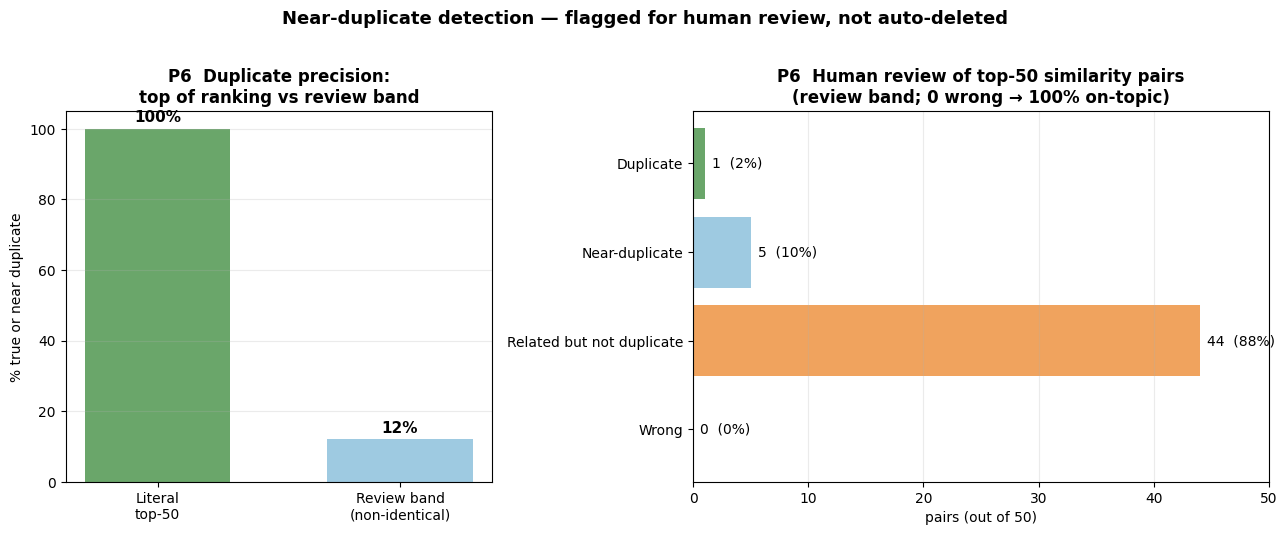 Near-duplicate detection — flagged for human review, not auto-deleted
P6  Duplicate precision:
top of ranking vs review band
% true or near duplicate
100
80
60
40
20
0
100%
12%
Literal
top-50
Review band
(non-identical)
P6  Human review of top-50 similarity pairs
(review band; 0 wrong → 100% on-topic)
Duplicate
1  (2%)
Near-duplicate
5  (10%)
Related but not duplicate
44  (88%)
Wrong
0  (0%)
0
10
20
30
40
50
pairs (out of 50)